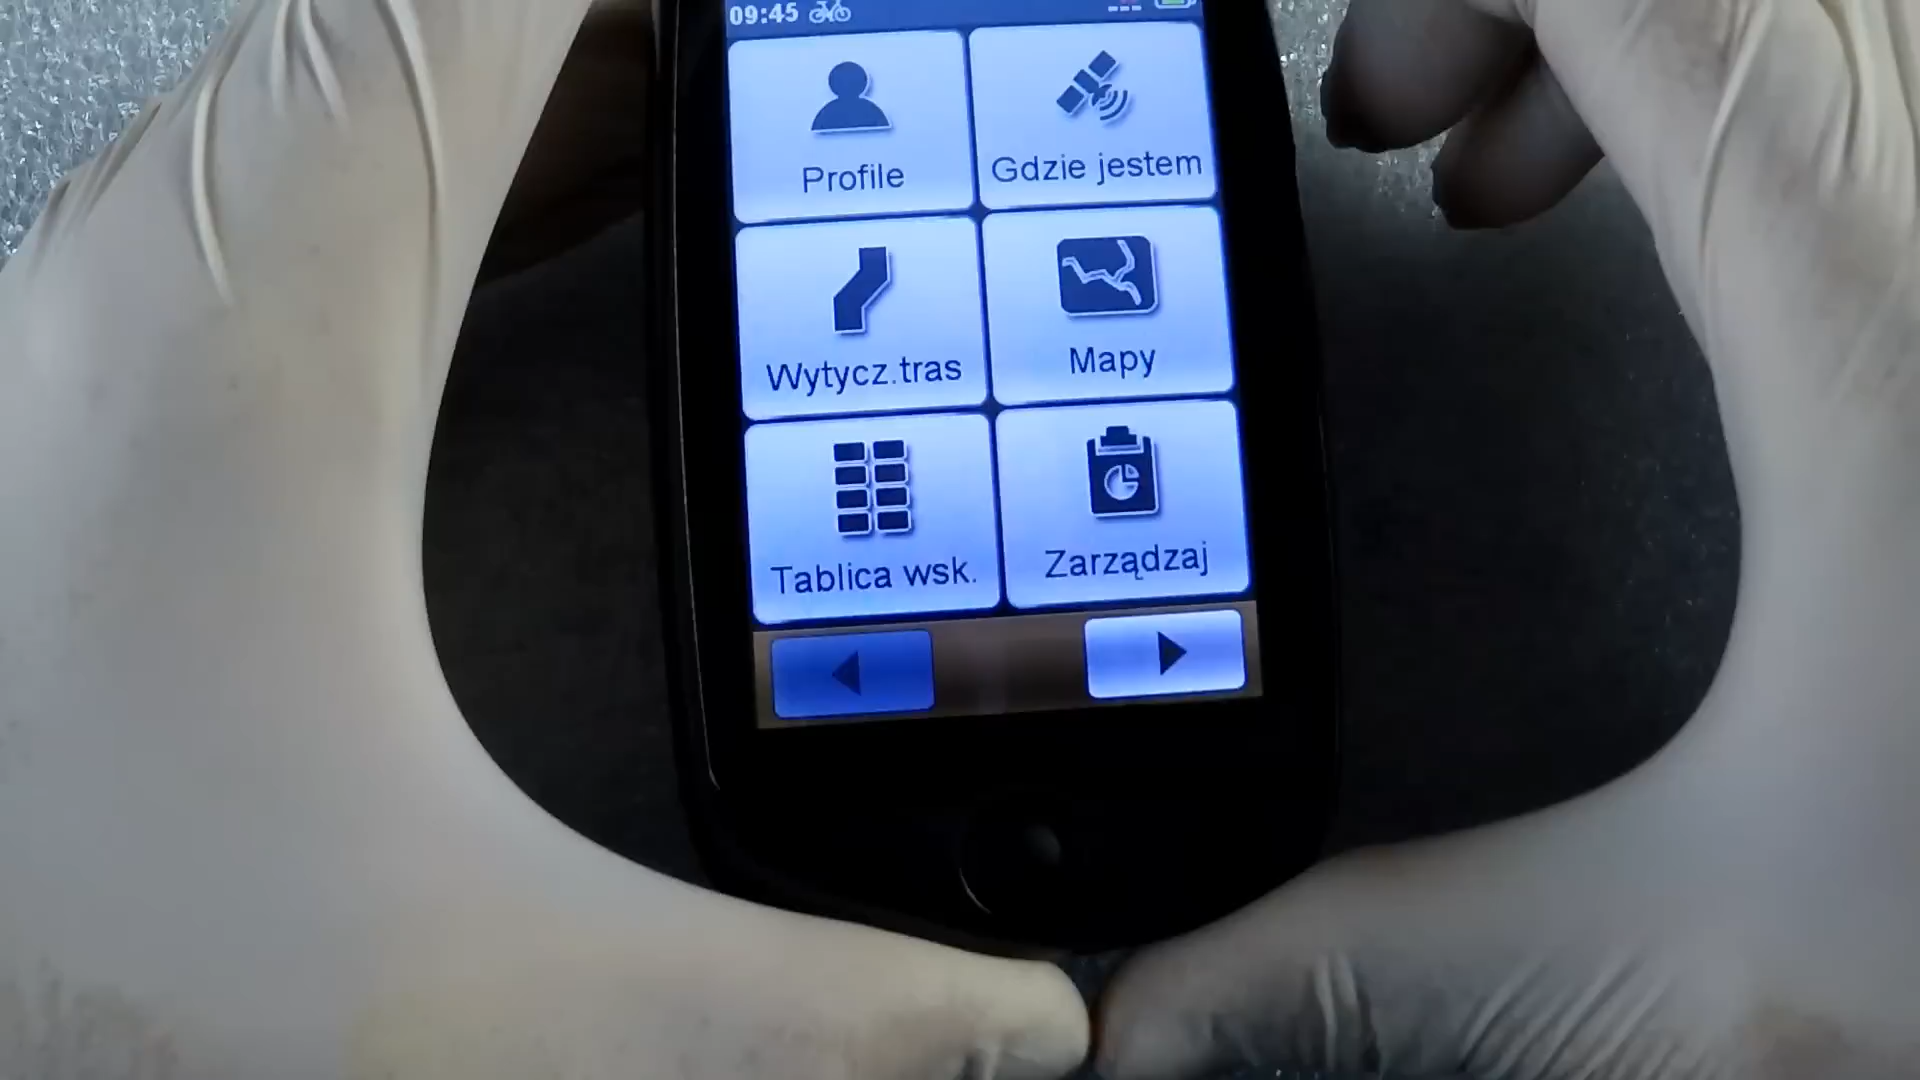 09:45
Profile
Gdzie jestem
Wytycz.tras
Mapy
Tablica wsk.
Zarządzaj